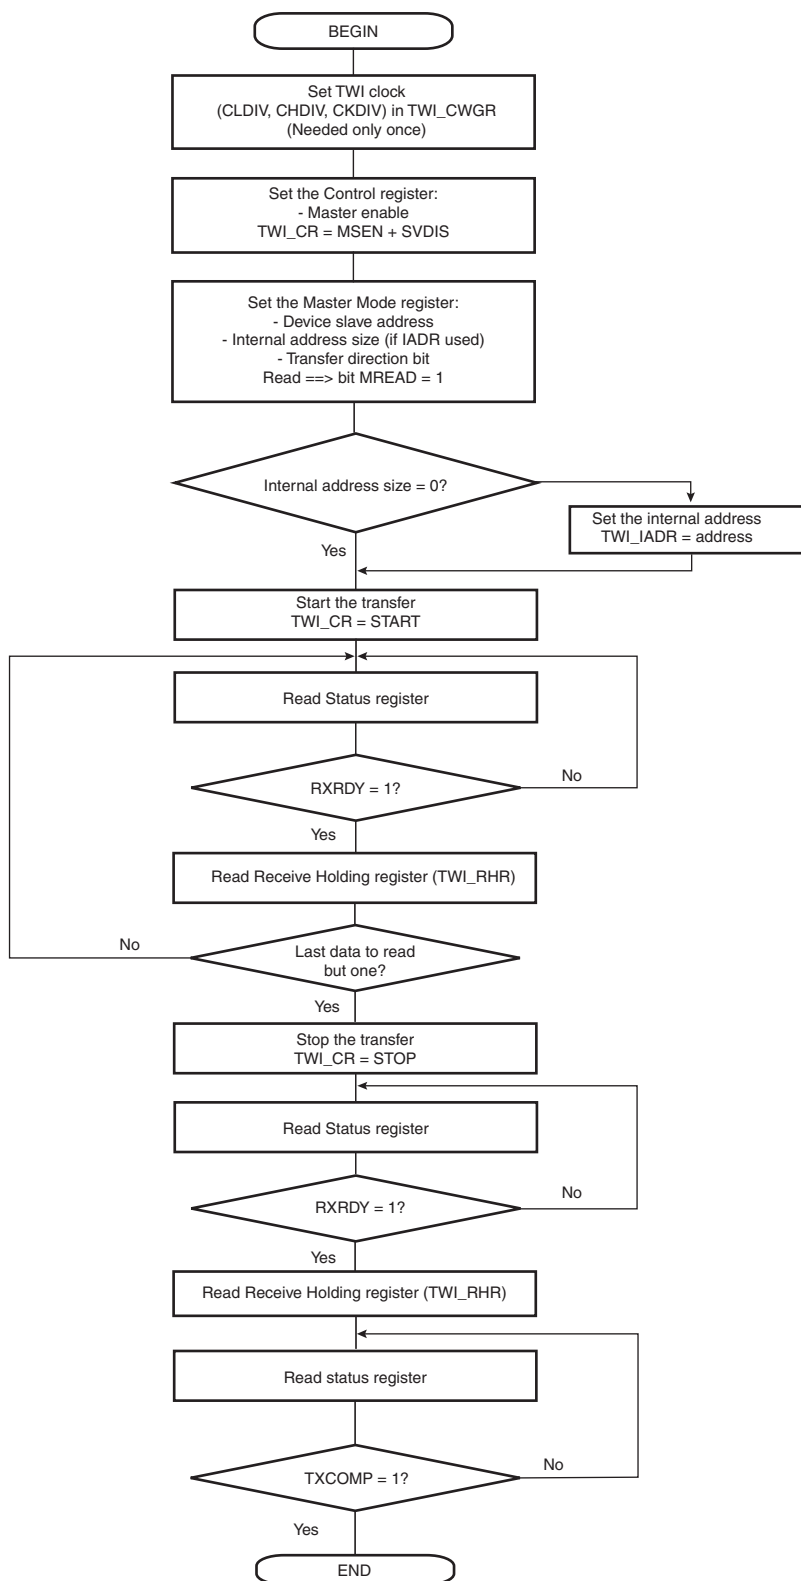 BEGIN
Set TWI clock
(CLDIV, CHDIV, CKDIV) in TWI_CWGR
(Needed only once)
Set the Control register:
- Master enable
TWI_CR = MSEN + SVDIS
Set the Master Mode register:
- Device slave address
- Internal address size (if IADR used)
- Transfer direction bit
Read ==> bit MREAD = 1
Internal address size = 0?
Set the internal address
TWI_IADR = address
Yes
Start the transfer
TWI_CR = START
Read Status register
RXRDY = 1?
No
Yes
Read Receive Holding register (TWI_RHR)
Last data to read
but one?
No
Yes
Stop the transfer
TWI_CR = STOP
Read Status register
RXRDY = 1?
No
Yes
Read Receive Holding register (TWI_RHR)
Read status register
TXCOMP = 1?
No
Yes
END